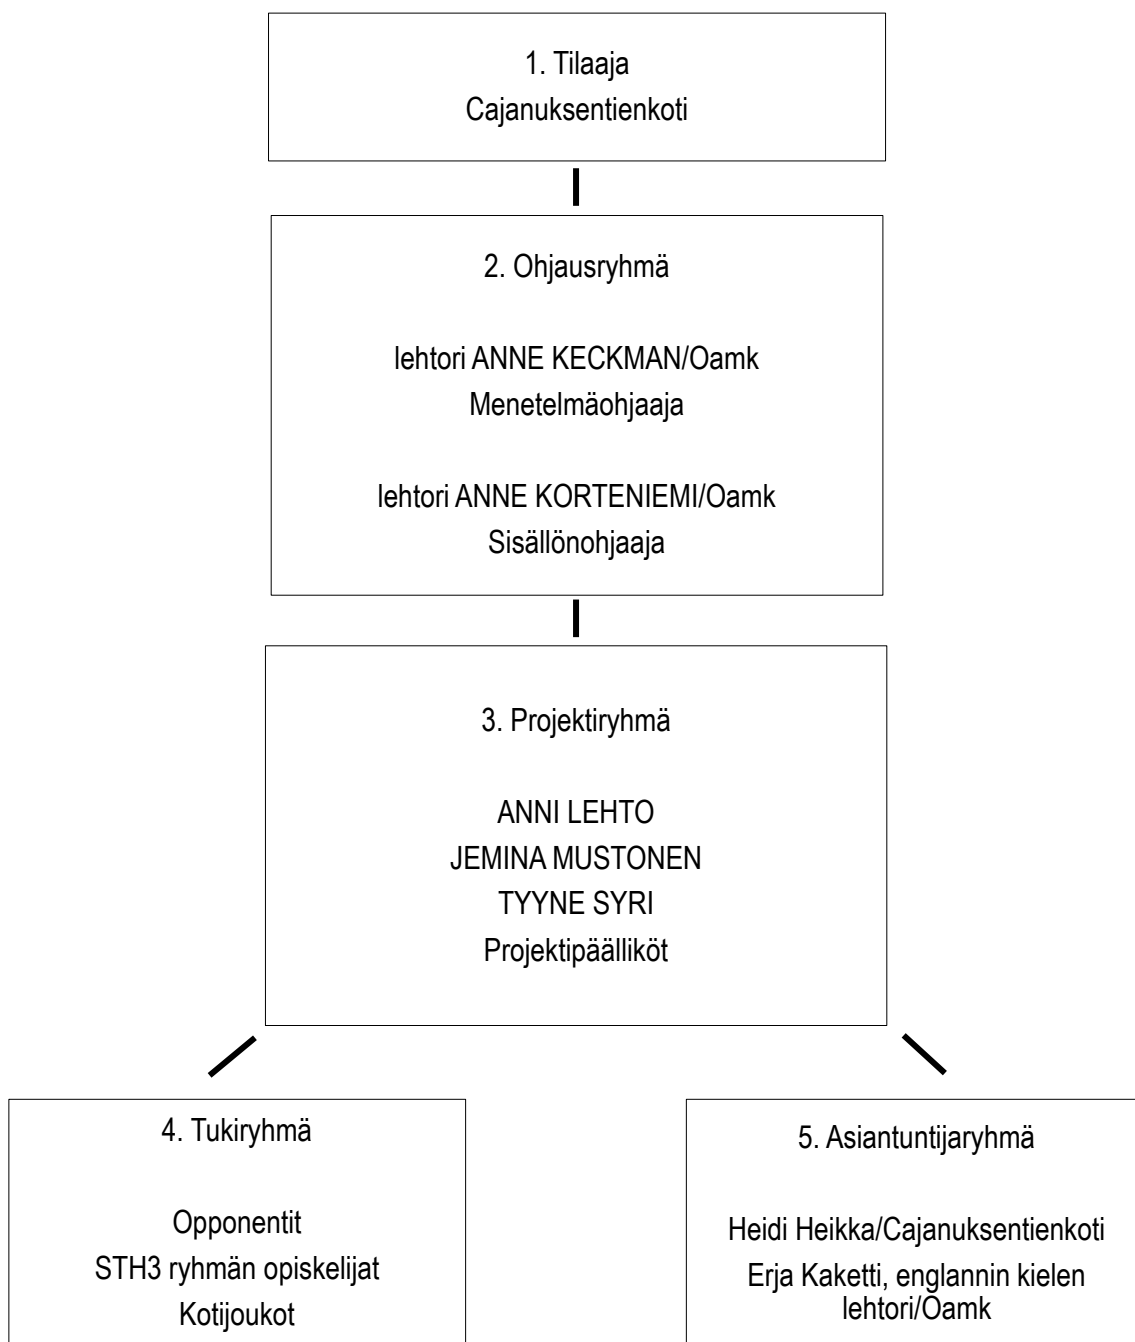 1. Tilaaja
Cajanuksentienkoti
2. Ohjausryhmä
lehtori ANNE KECKMAN/Oamk
Menetelmäohjaaja
lehtori ANNE KORTENIEMI/Oamk
Sisällönohjaaja
3. Projektiryhmä
ANNI LEHTO
JEMINA MUSTONEN
TYYNE SYRI
Projektipäälliköt
4. Tukiryhmä
Opponentit
STH3 ryhmän opiskelijat
Kotijoukot
5. Asiantuntijaryhmä
Heidi Heikka/Cajanuksentienkoti
Erja Kaketti, englannin kielen
lehtori/Oamk